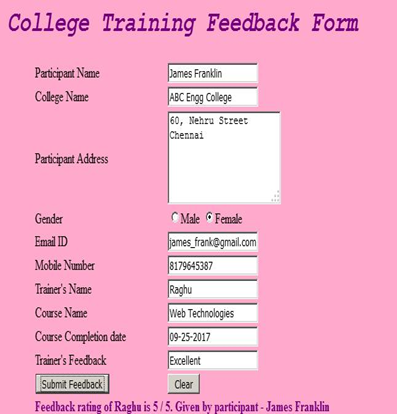 College Training Feedback Form
Participant Name James Franklin
College Name ABC Engg College
60, Nehru Street
Chennai
Participant Address
Gender Male Female
Email ID james_frank@gmail.com
Mobile Number 8179645387
Trainer's Name Raghu
Course Name Web Technologies
Course Completion date 09-25-2017
Trainer's Feedback Excellent
Submit Feedback Clear
Feedback rating of Raghu is 5 / 5. Given by participant - James Franklin